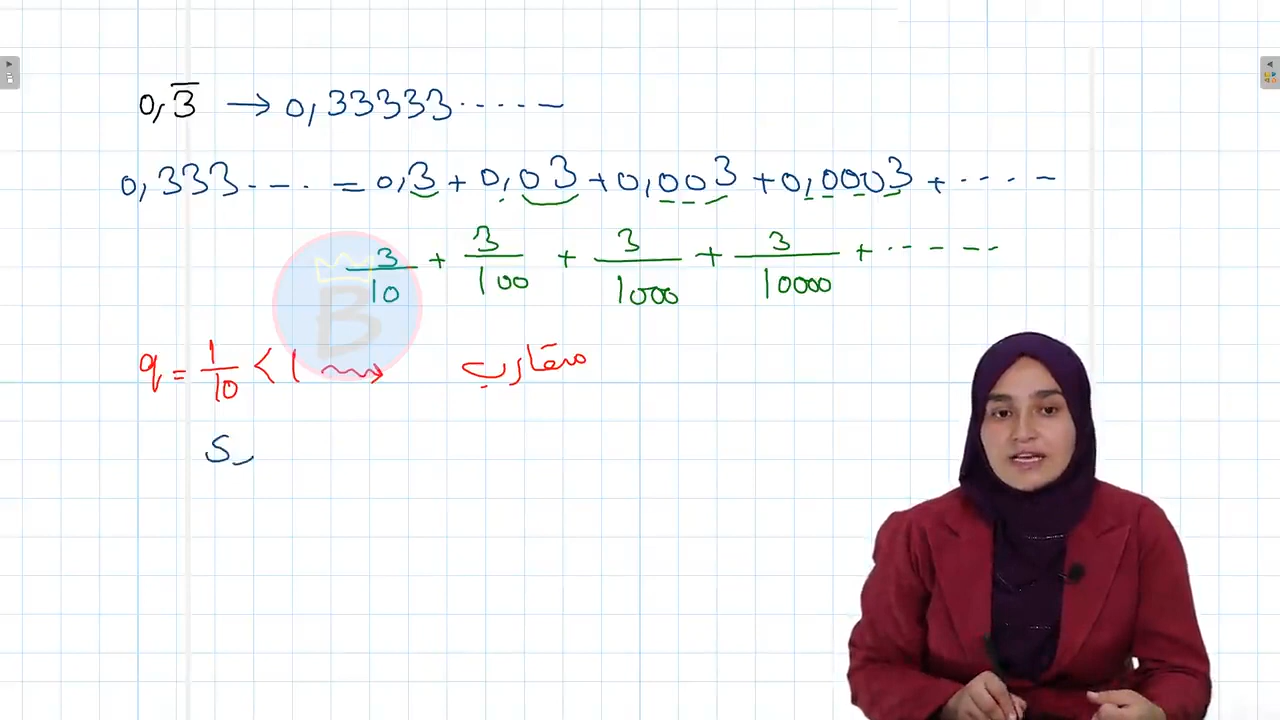 0,3̅ → 0,33333.....–
0,333.... = 0,3 + 0,03 + 0,003 + 0,0003 + ....–
3/10 + 3/100 + 3/1000 + 3/10000 + .....
q = 1/10 < 1 ⇝ متقارب
S
B